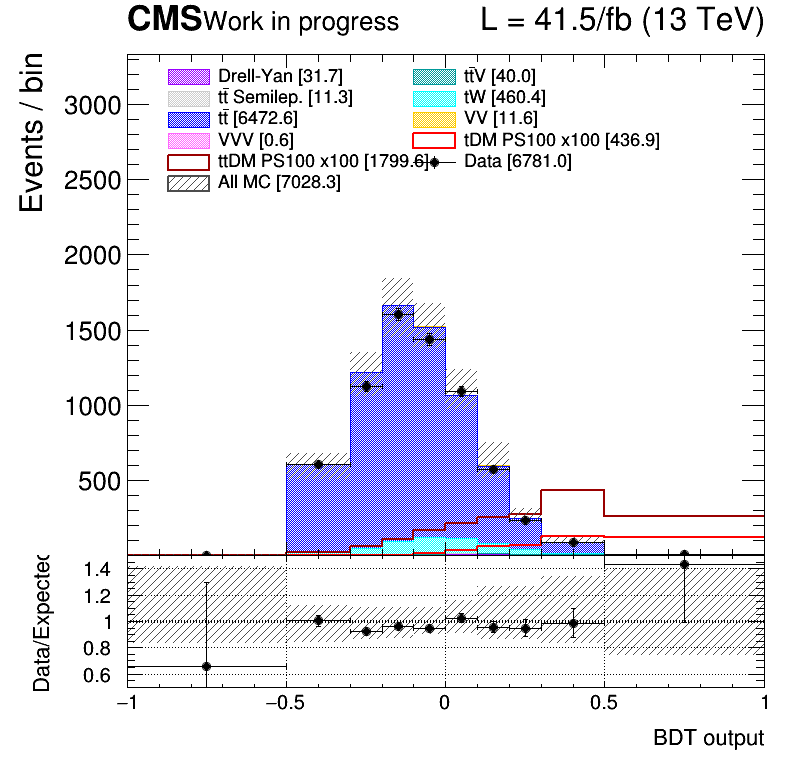 CMS Work in progress L = 41.5/fb (13 TeV)
Events / bin
Drell-Yan [31.7] tt̄V [40.0]
tt̄ Semilep. [11.3] tW [460.4]
tt̄ [6472.6] VV [11.6]
VVV [0.6] tDM PS100 x100 [436.9]
ttDM PS100 x100 [1799.6] Data [6781.0]
All MC [7028.3]
3000
2500
2000
1500
1000
500
Data/Expected
1.4
1.2
1
0.8
0.6
−1 −0.5 0 0.5 1
BDT output